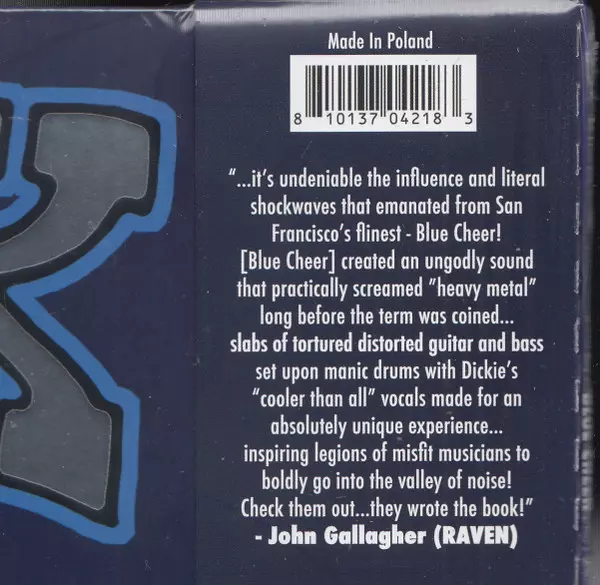 Made In Poland
8 10137 04218 3
“...it’s undeniable the influence and literal
shockwaves that emanated from San
Francisco’s flinest - Blue Cheer!
[Blue Cheer] created an ungodly sound
that practically screamed ”heavy metal”
long before the term was coined...
slabs of tortured distorted guitar and bass
set upon manic drums with Dickie’s
“cooler than all” vocals made for an
absolutely unique experience...
inspiring legions of misfit musicians to
boldly go into the valley of noise!
Check them out...they wrote the book!”
- John Gallagher (RAVEN)